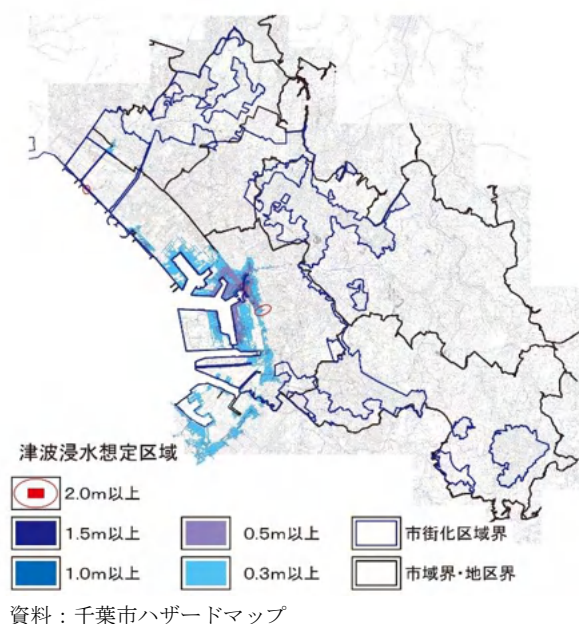 津波浸水想定区域
2.0m以上
1.5m以上
0.5m以上
市街化区域界
1.0m以上
0.3m以上
市域界・地区界
資料：千葉市ハザードマップ